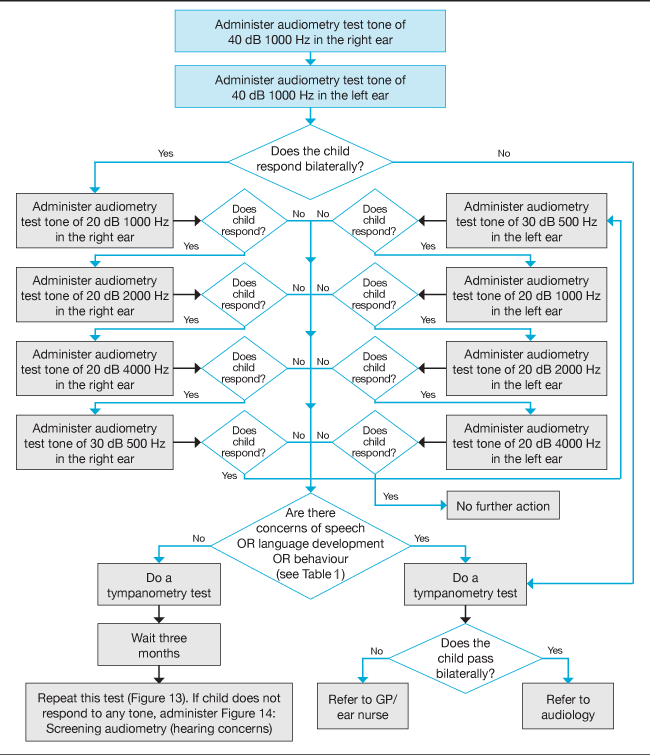 Administer audiometry test tone of
40 dB 1000 Hz in the right ear
Administer audiometry test tone of
40 dB 1000 Hz in the left ear
Does the child
respond bilaterally?
Yes
No
Administer audiometry
test tone of 20 dB 1000 Hz
in the right ear
Does
child
respond?
No
No
Does
child
respond?
Administer audiometry
test tone of 30 dB 500 Hz
in the left ear
Yes
Yes
Administer audiometry
test tone of 20 dB 2000 Hz
in the right ear
Does
child
respond?
No
No
Does
child
respond?
Administer audiometry
test tone of 20 dB 1000 Hz
in the left ear
Yes
Yes
Administer audiometry
test tone of 20 dB 4000 Hz
in the right ear
Does
child
respond?
No
No
Does
child
respond?
Administer audiometry
test tone of 20 dB 2000 Hz
in the left ear
Yes
Yes
Administer audiometry
test tone of 30 dB 500 Hz
in the right ear
Does
child
respond?
No
No
Does
child
respond?
Administer audiometry
test tone of 20 dB 4000 Hz
in the left ear
Yes
Yes
No further action
Are there
concerns of speech
OR language development
OR behaviour
(see Table 1)
No
Yes
Do a
tympanometry test
Do a
tympanometry test
Wait three
months
Does the
child pass
bilaterally?
No
Yes
Repeat this test (Figure 13). If child does not
respond to any tone, administer Figure 14:
Screening audiometry (hearing concerns)
Refer to GP/
ear nurse
Refer to
audiology